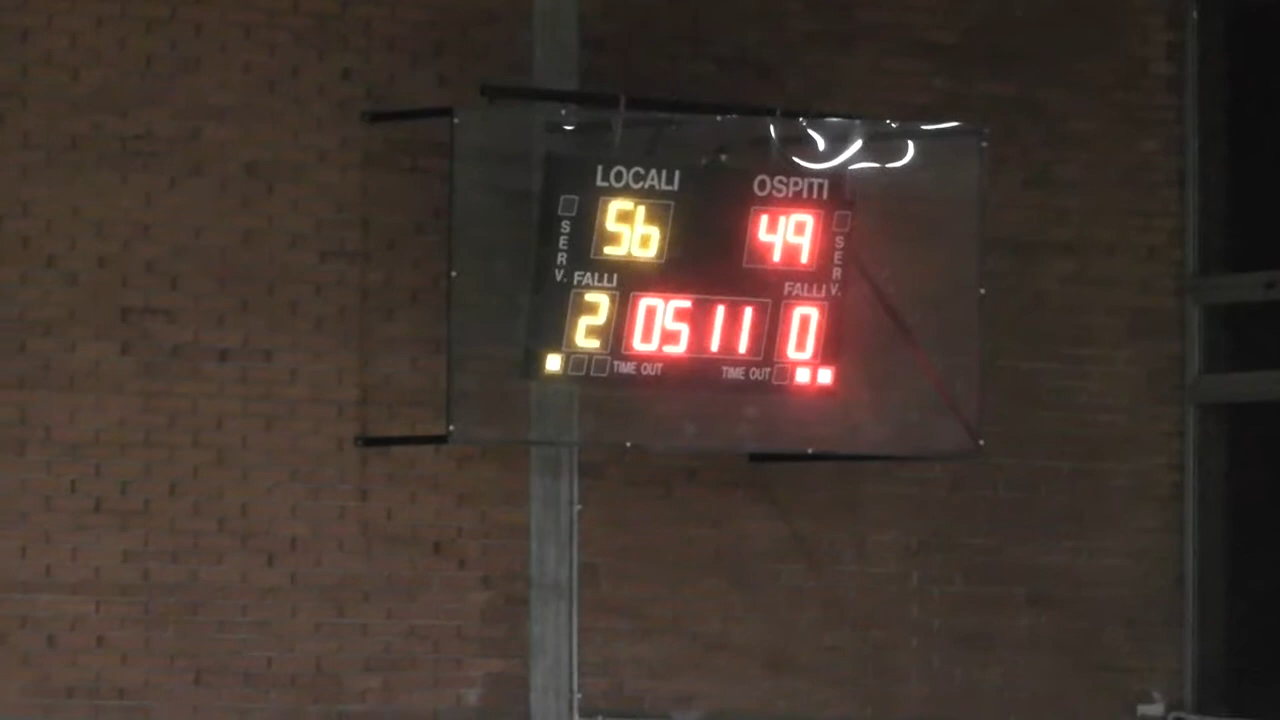 LOCALI OSPITI
56 49
SERV. SERV.
FALLI FALLI
2 05 11 0
TIME OUT TIME OUT